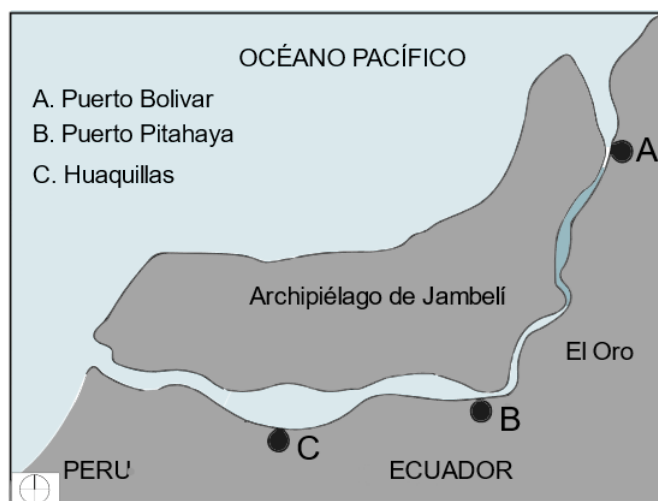 OCÉANO PACÍFICO
A. Puerto Bolivar
B. Puerto Pitahaya
C. Huaquillas
A
Archipiélago de Jambelí
El Oro
B
C
PERU
ECUADOR